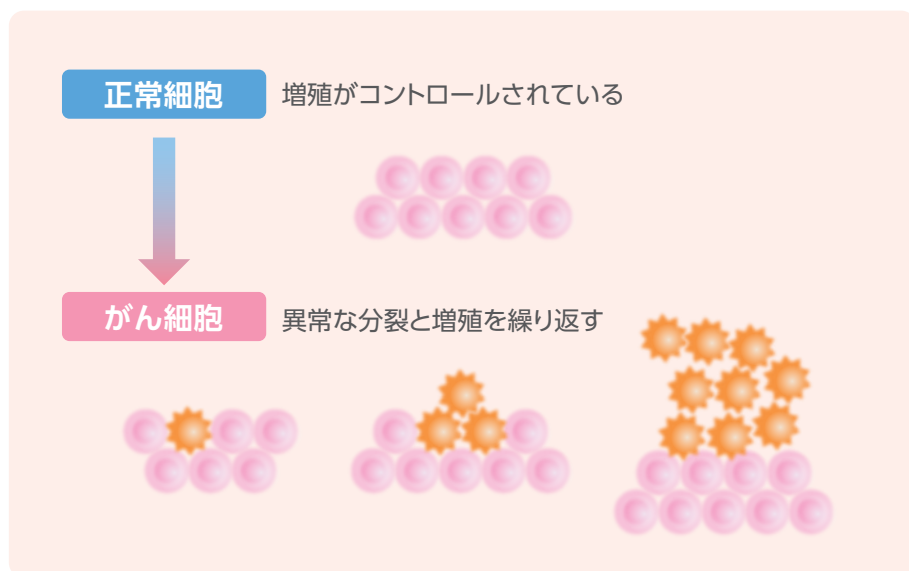 正常細胞
増殖がコントロールされている
がん細胞
異常な分裂と増殖を繰り返す